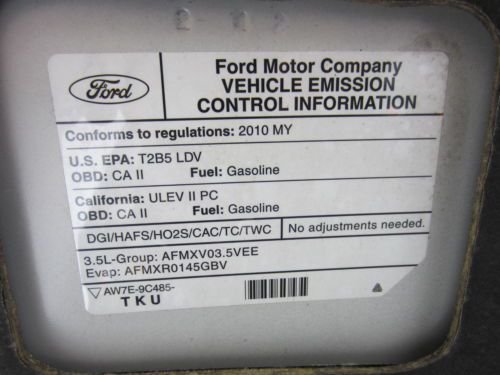 Ford
Ford Motor Company
VEHICLE EMISSION
CONTROL INFORMATION
Conforms to regulations: 2010 MY
U.S. EPA: T2B5 LDV
OBD: CA II Fuel: Gasoline
California: ULEV II PC
OBD: CA II Fuel: Gasoline
DGI/HAFS/HO2S/CAC/TC/TWC No adjustments needed.
3.5L-Group: AFMXV03.5VEE
Evap: AFMXR0145GBV
AW7E-9C485-
TKU